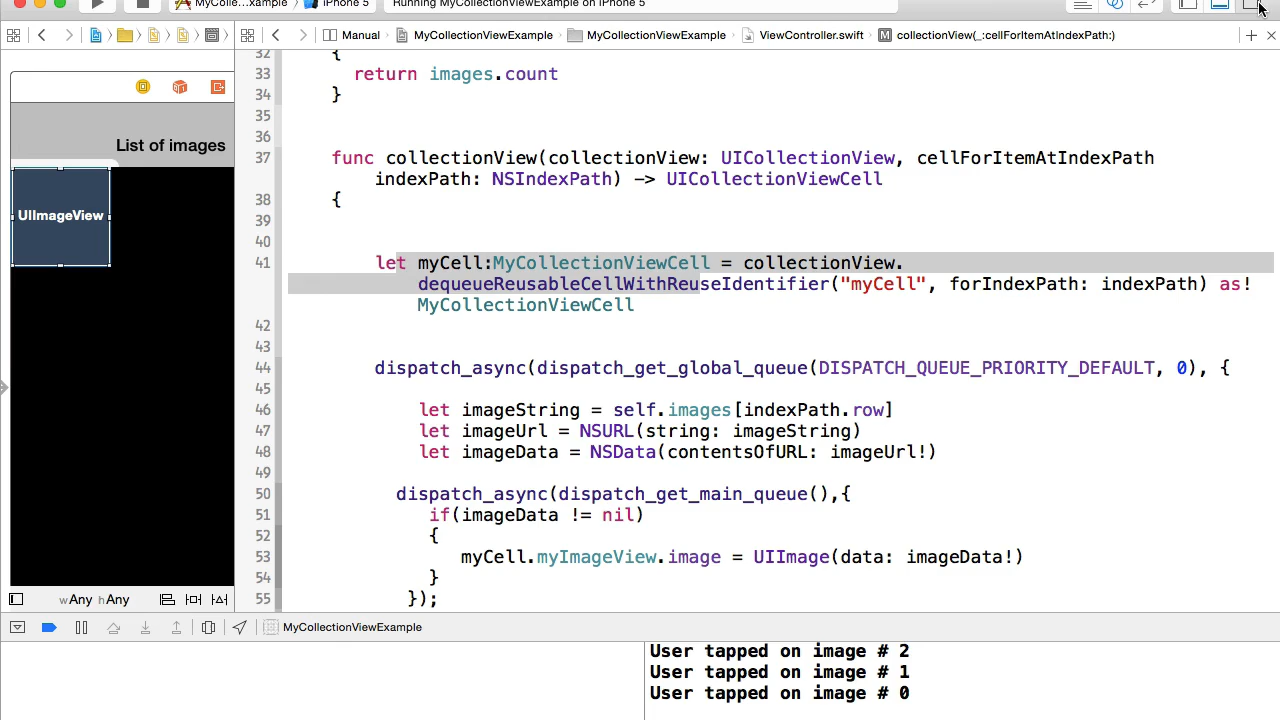 MyColle...xample iPhone 5 Running MyCollectionViewExample on iPhone 5
Manual MyCollectionViewExample MyCollectionViewExample ViewController.swift M collectionView(_:cellForItemAtIndexPath:)
List of images
UIImageView
wAny hAny
32 {
33 return images.count
34 }
35
36
37 func collectionView(collectionView: UICollectionView, cellForItemAtIndexPath
indexPath: NSIndexPath) -> UICollectionViewCell
38 {
39
40
41 let myCell:MyCollectionViewCell = collectionView.
dequeueReusableCellWithReuseIdentifier("myCell", forIndexPath: indexPath) as!
MyCollectionViewCell
42
43
44 dispatch_async(dispatch_get_global_queue(DISPATCH_QUEUE_PRIORITY_DEFAULT, 0), {
45
46 let imageString = self.images[indexPath.row]
47 let imageUrl = NSURL(string: imageString)
48 let imageData = NSData(contentsOfURL: imageUrl!)
49
50 dispatch_async(dispatch_get_main_queue(),{
51 if(imageData != nil)
52 {
53 myCell.myImageView.image = UIImage(data: imageData!)
54 }
55 });
MyCollectionViewExample
User tapped on image # 2
User tapped on image # 1
User tapped on image # 0